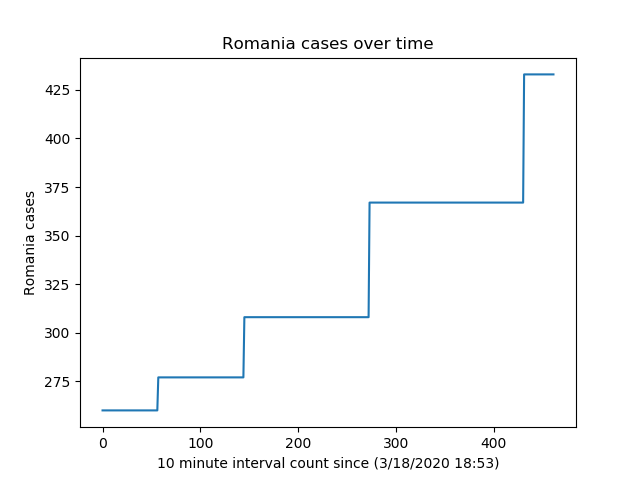 Romania cases over time
425
400
375
350
325
300
275
Romania cases
0 100 200 300 400
10 minute interval count since (3/18/2020 18:53)